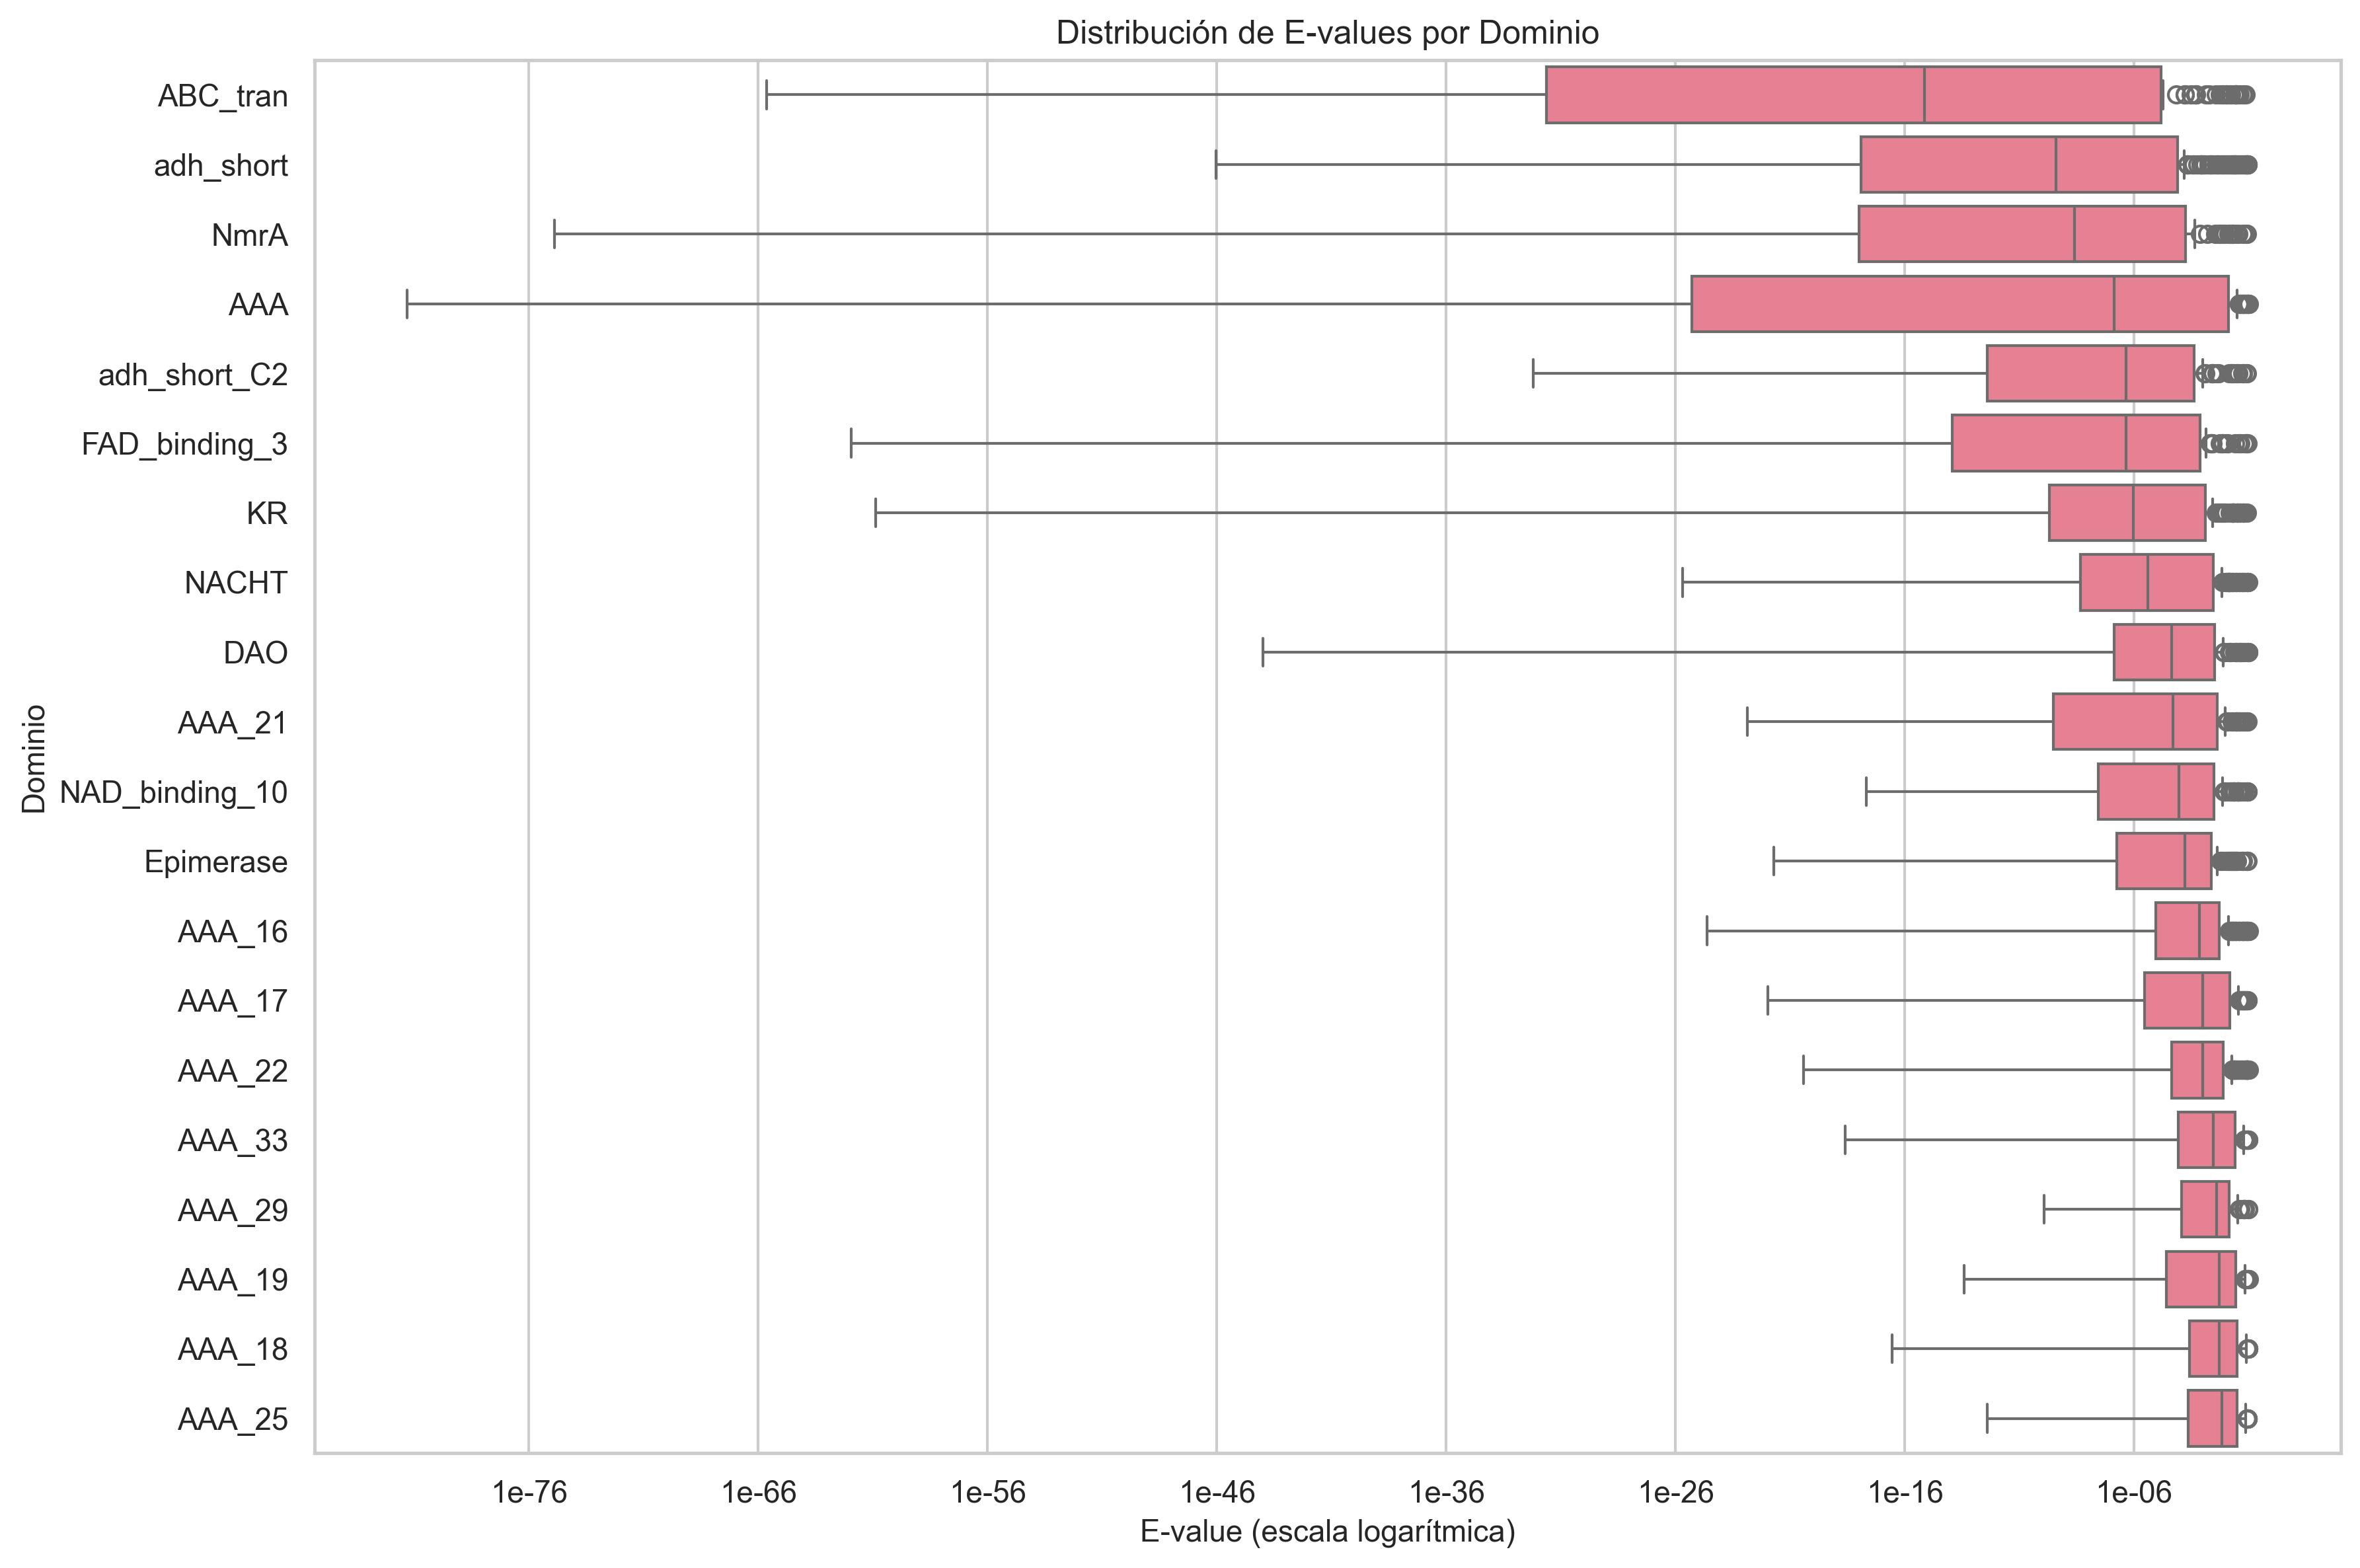 Distribución de E-values por Dominio
ABC_tran
adh_short
NmrA
AAA
adh_short_C2
FAD_binding_3
KR
NACHT
DAO
AAA_21
NAD_binding_10
Epimerase
AAA_16
AAA_17
AAA_22
AAA_33
AAA_29
AAA_19
AAA_18
AAA_25
Dominio
1e-76 1e-66 1e-56 1e-46 1e-36 1e-26 1e-16 1e-06
E-value (escala logarítmica)